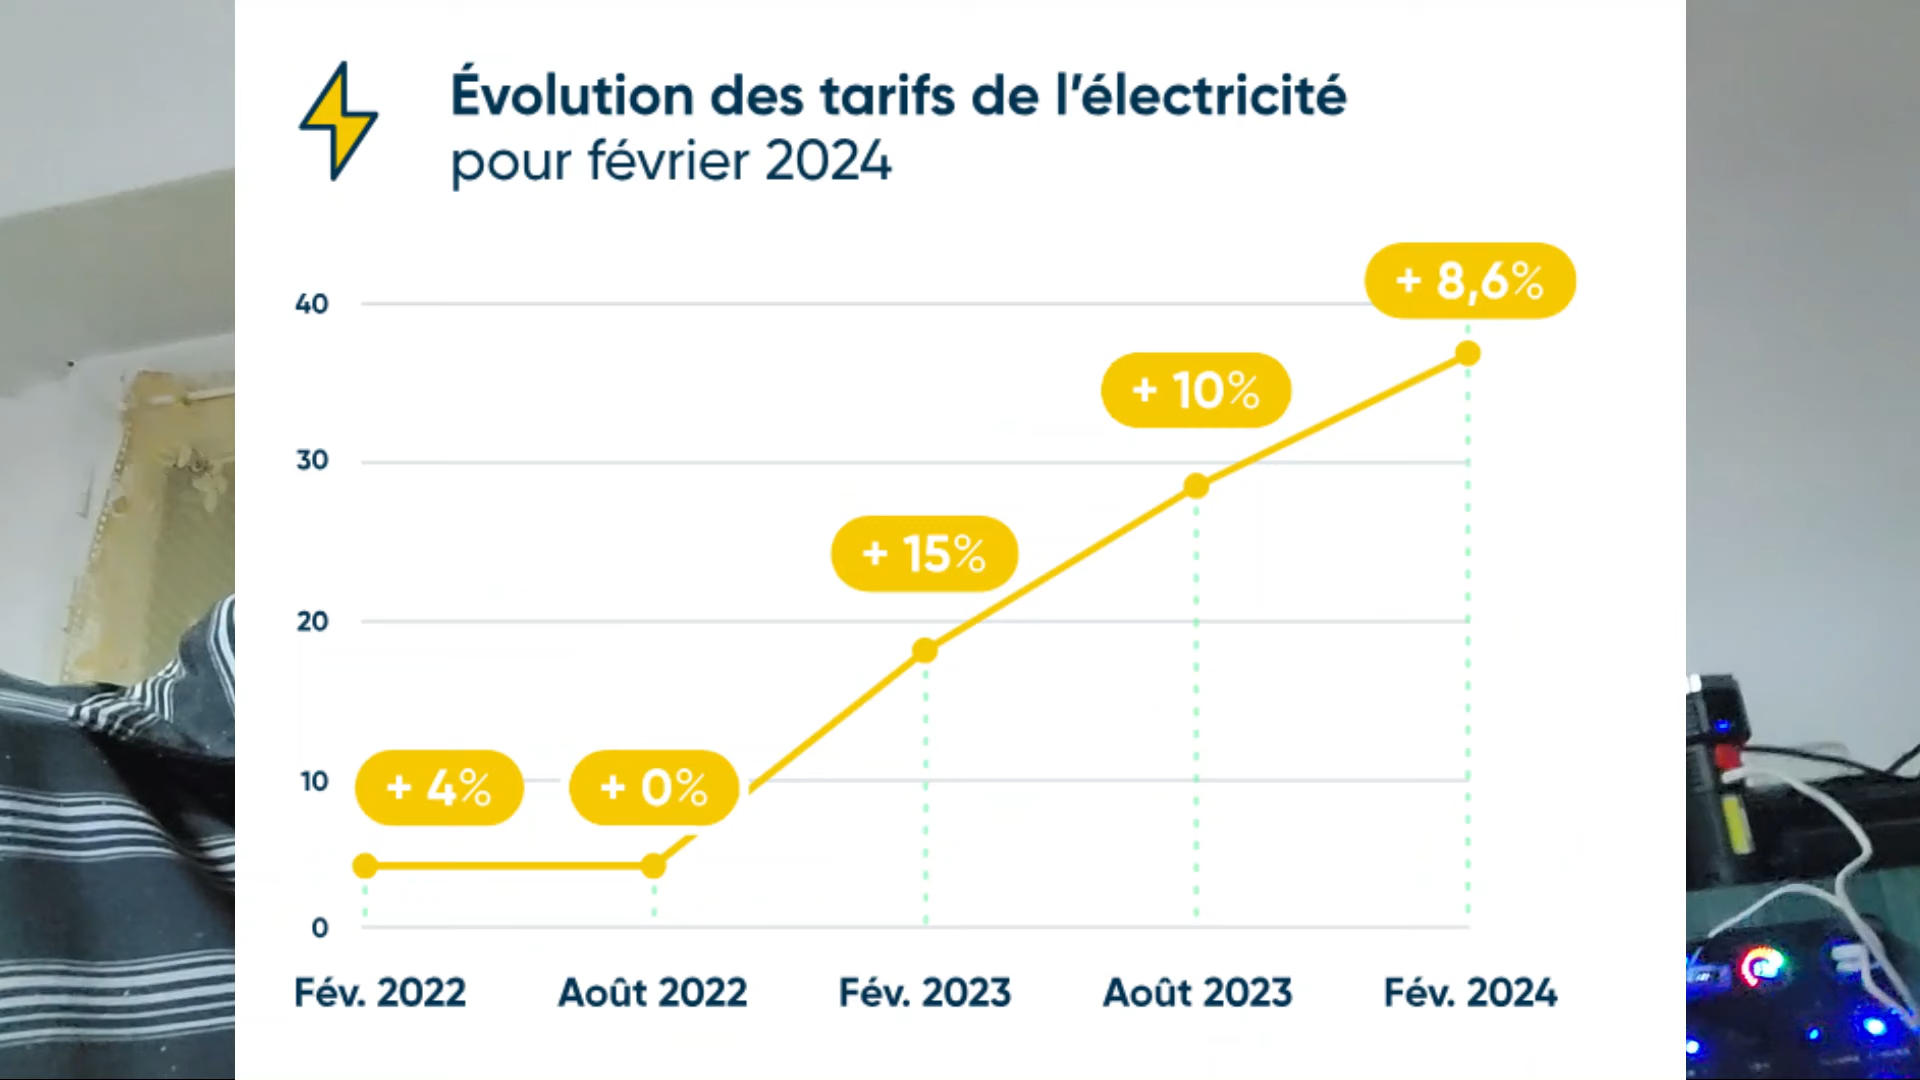 Évolution des tarifs de l'électricité
pour février 2024
+ 8,6%
40
+ 10%
30
+ 15%
20
+ 4%
+ 0%
10
0
Fév. 2022
Août 2022
Fév. 2023
Août 2023
Fév. 2024